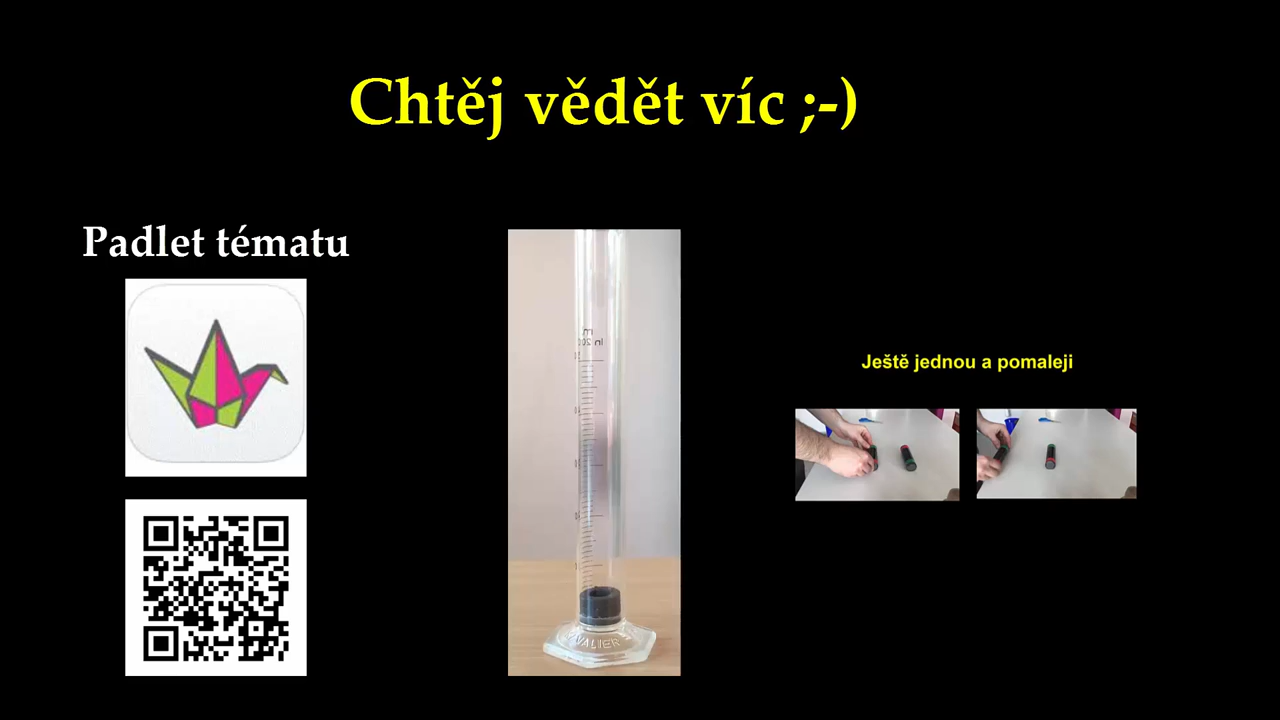 Chtěj vědět víc ;-)
Padlet tématu
Ještě jednou a pomaleji